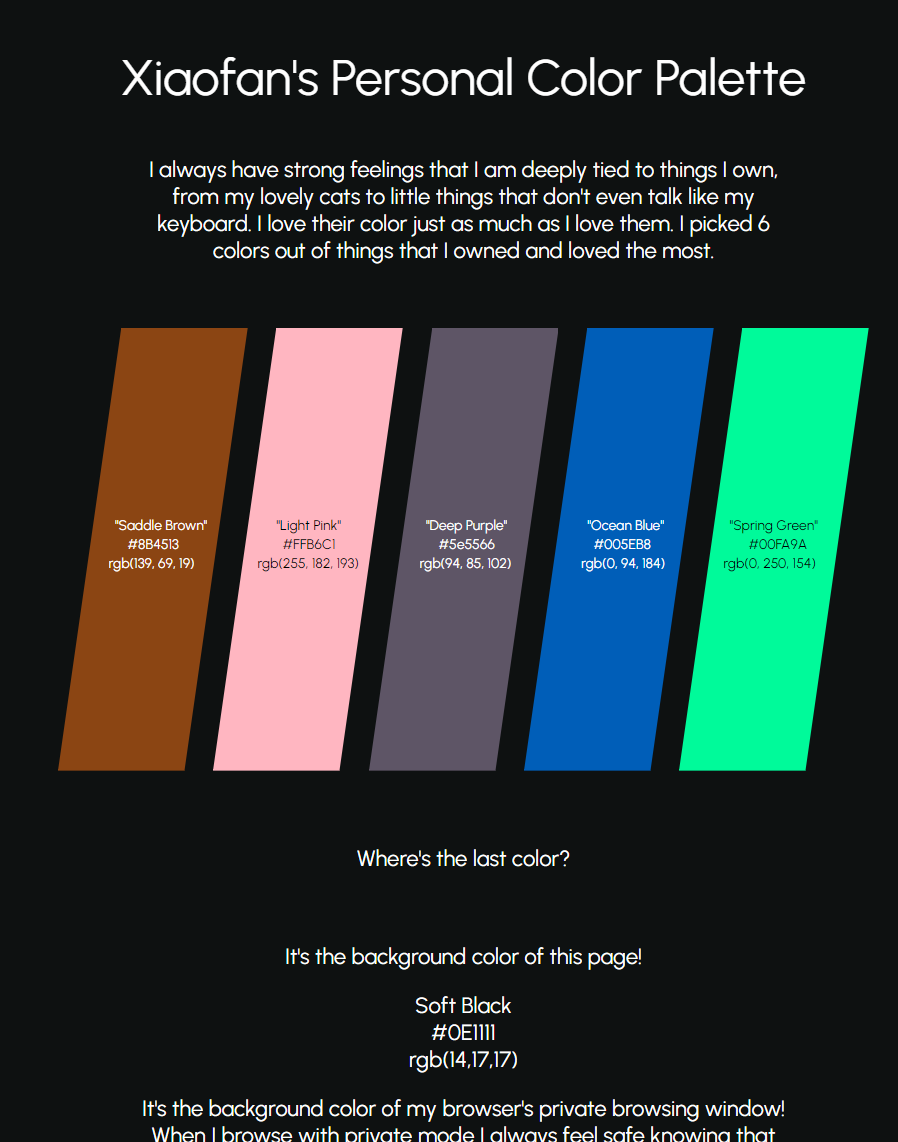 Xiaofan's Personal Color Palette
I always have strong feelings that I am deeply tied to things I own,
from my lovely cats to little things that don't even talk like my
keyboard. I love their color just as much as I love them. I picked 6
colors out of things that I owned and loved the most.
"Saddle Brown"
#8B4513
rgb(139, 69, 19)
"Light Pink"
#FFB6C1
rgb(255, 182, 193)
"Deep Purple"
#5e5566
rgb(94, 85, 102)
"Ocean Blue"
#005EB8
rgb(0, 94, 184)
"Spring Green"
#00FA9A
rgb(0, 250, 154)
Where's the last color?
It's the background color of this page!
Soft Black
#0E1111
rgb(14,17,17)
It's the background color of my browser's private browsing window!
When I browse with private mode I always feel safe knowing that